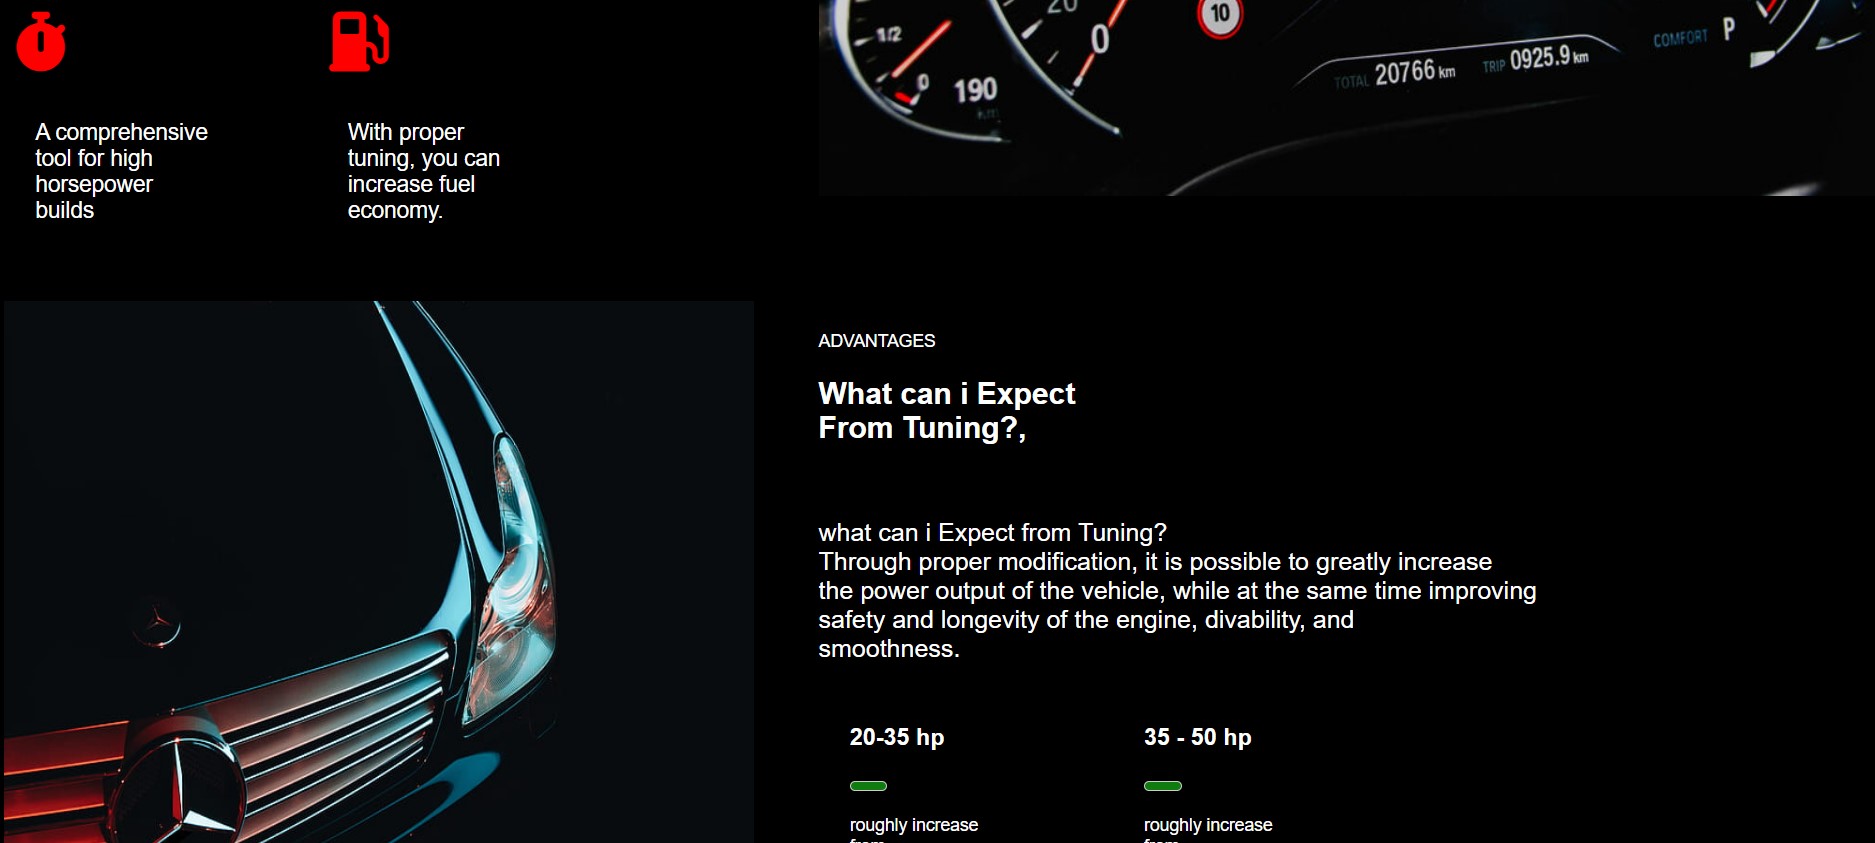 1/2
0
190
km
20
0
10
TOTAL 20766 km
TRIP 0925.9 km
COMFORT P
A comprehensive
tool for high
horsepower
builds
With proper
tuning, you can
increase fuel
economy.
ADVANTAGES
What can i Expect
From Tuning?,
what can i Expect from Tuning?
Through proper modification, it is possible to greatly increase
the power output of the vehicle, while at the same time improving
safety and longevity of the engine, divability, and
smoothness.
20-35 hp
35 - 50 hp
roughly increase
from
roughly increase
from